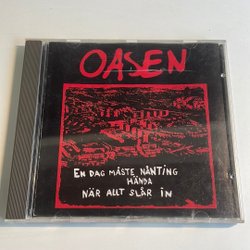 OASEN
EN DAG MÅSTE NÅNTING
HÄNDA
NÄR ALLT SLÅR IN